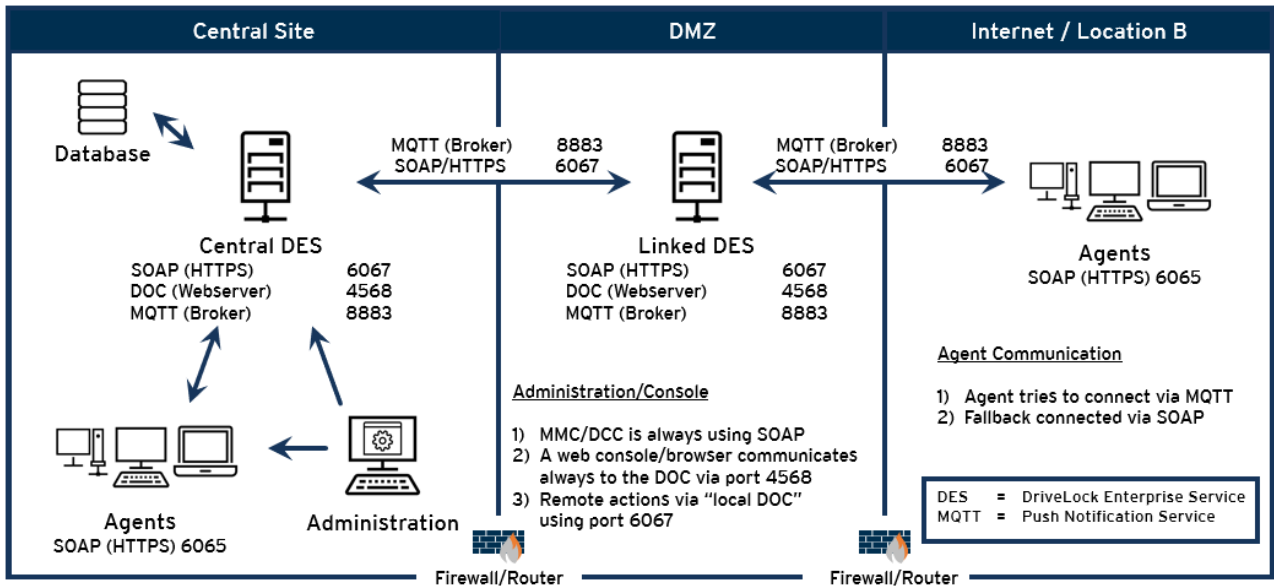 Central Site
DMZ
Internet / Location B
Database
MQTT (Broker) 8883
SOAP/HTTPS 6067
MQTT (Broker) 8883
SOAP/HTTPS 6067
Central DES
SOAP (HTTPS) 6067
DOC (Webserver) 4568
MQTT (Broker) 8883
Linked DES
SOAP (HTTPS) 6067
DOC (Webserver) 4568
MQTT (Broker) 8883
Agents
SOAP (HTTPS) 6065
Agents
SOAP (HTTPS) 6065
Administration
Administration/Console
1) MMC/DCC is always using SOAP
2) A web console/browser communicates
always to the DOC via port 4568
3) Remote actions via “local DOC”
using port 6067
Agent Communication
1) Agent tries to connect via MQTT
2) Fallback connected via SOAP
DES = DriveLock Enterprise Service
MQTT = Push Notification Service
Firewall/Router
Firewall/Router